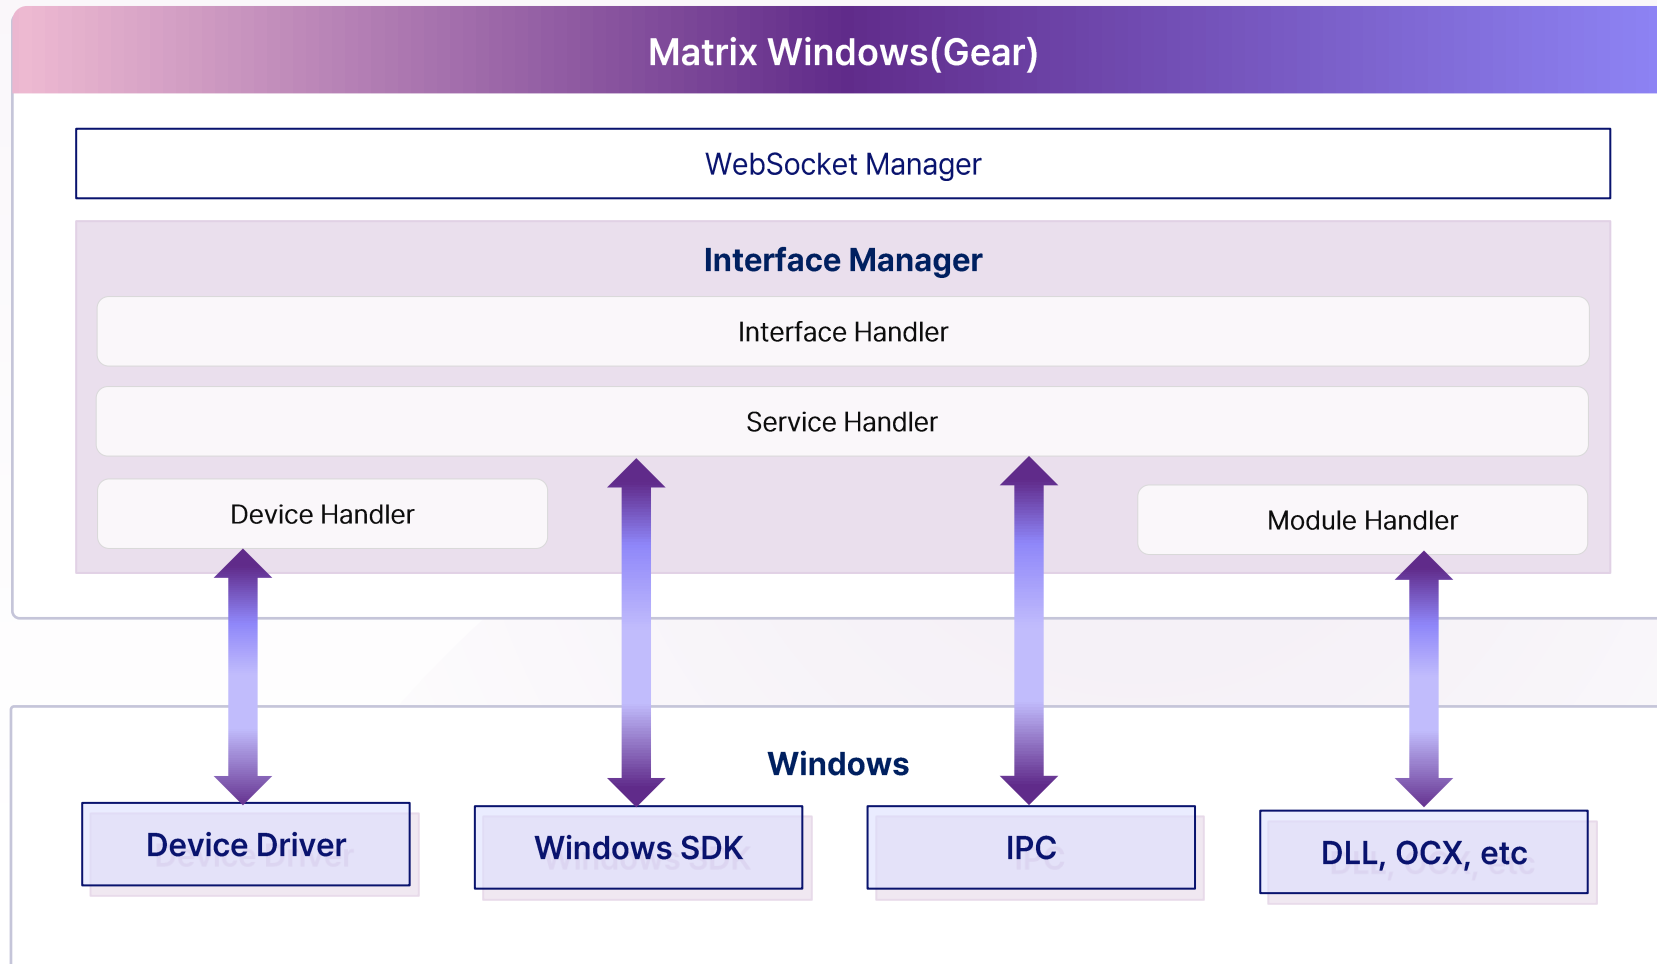 Matrix Windows(Gear)
WebSocket Manager
Interface Manager
Interface Handler
Service Handler
Device Handler
Module Handler
Windows
Device Driver
Windows SDK
IPC
DLL, OCX, etc